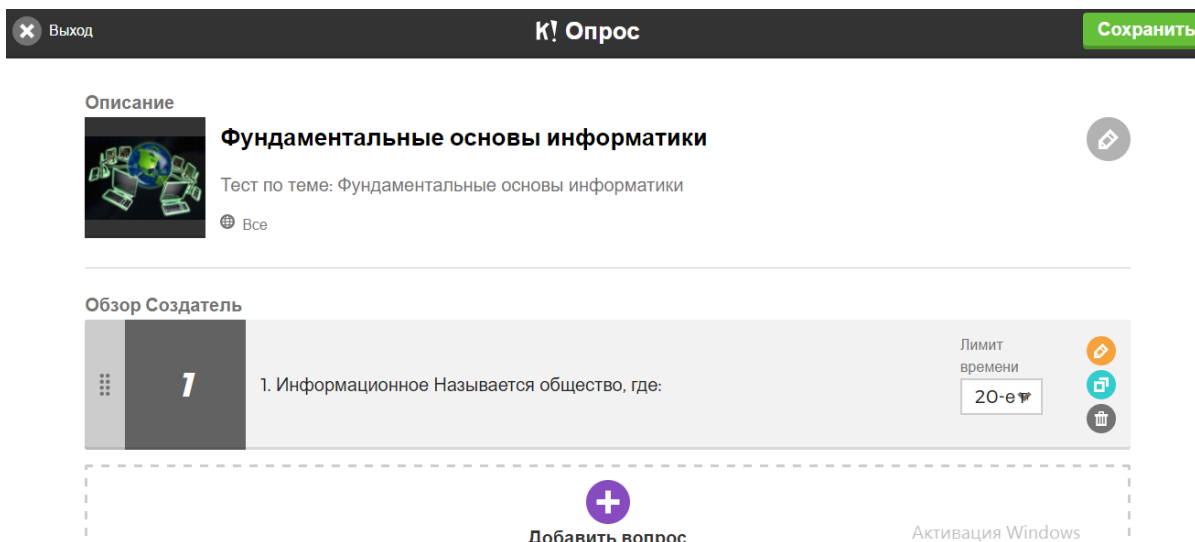 Выход
K! Опрос
Сохранить
Описание
Фундаментальные основы информатики
Тест по теме: Фундаментальные основы информатики
Все
Обзор Создатель
1
1. Информационное Называется общество, где:
Лимит
времени
20-е
Добавить вопрос
Активация Windows